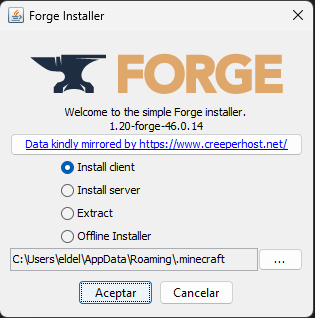 Forge Installer
FORGE
Welcome to the simple Forge installer.
1.20-forge-46.0.14
Data kindly mirrored by https://www.creeperhost.net/
Install client
Install server
Extract
Offline Installer
C:\Users\eldel\AppData\Roaming\.minecraft
...
Aceptar
Cancelar